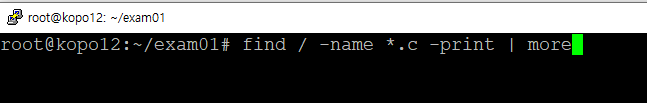 root@kopo12: ~/exam01
root@kopo12:~/exam01# find / -name *.c -print | more